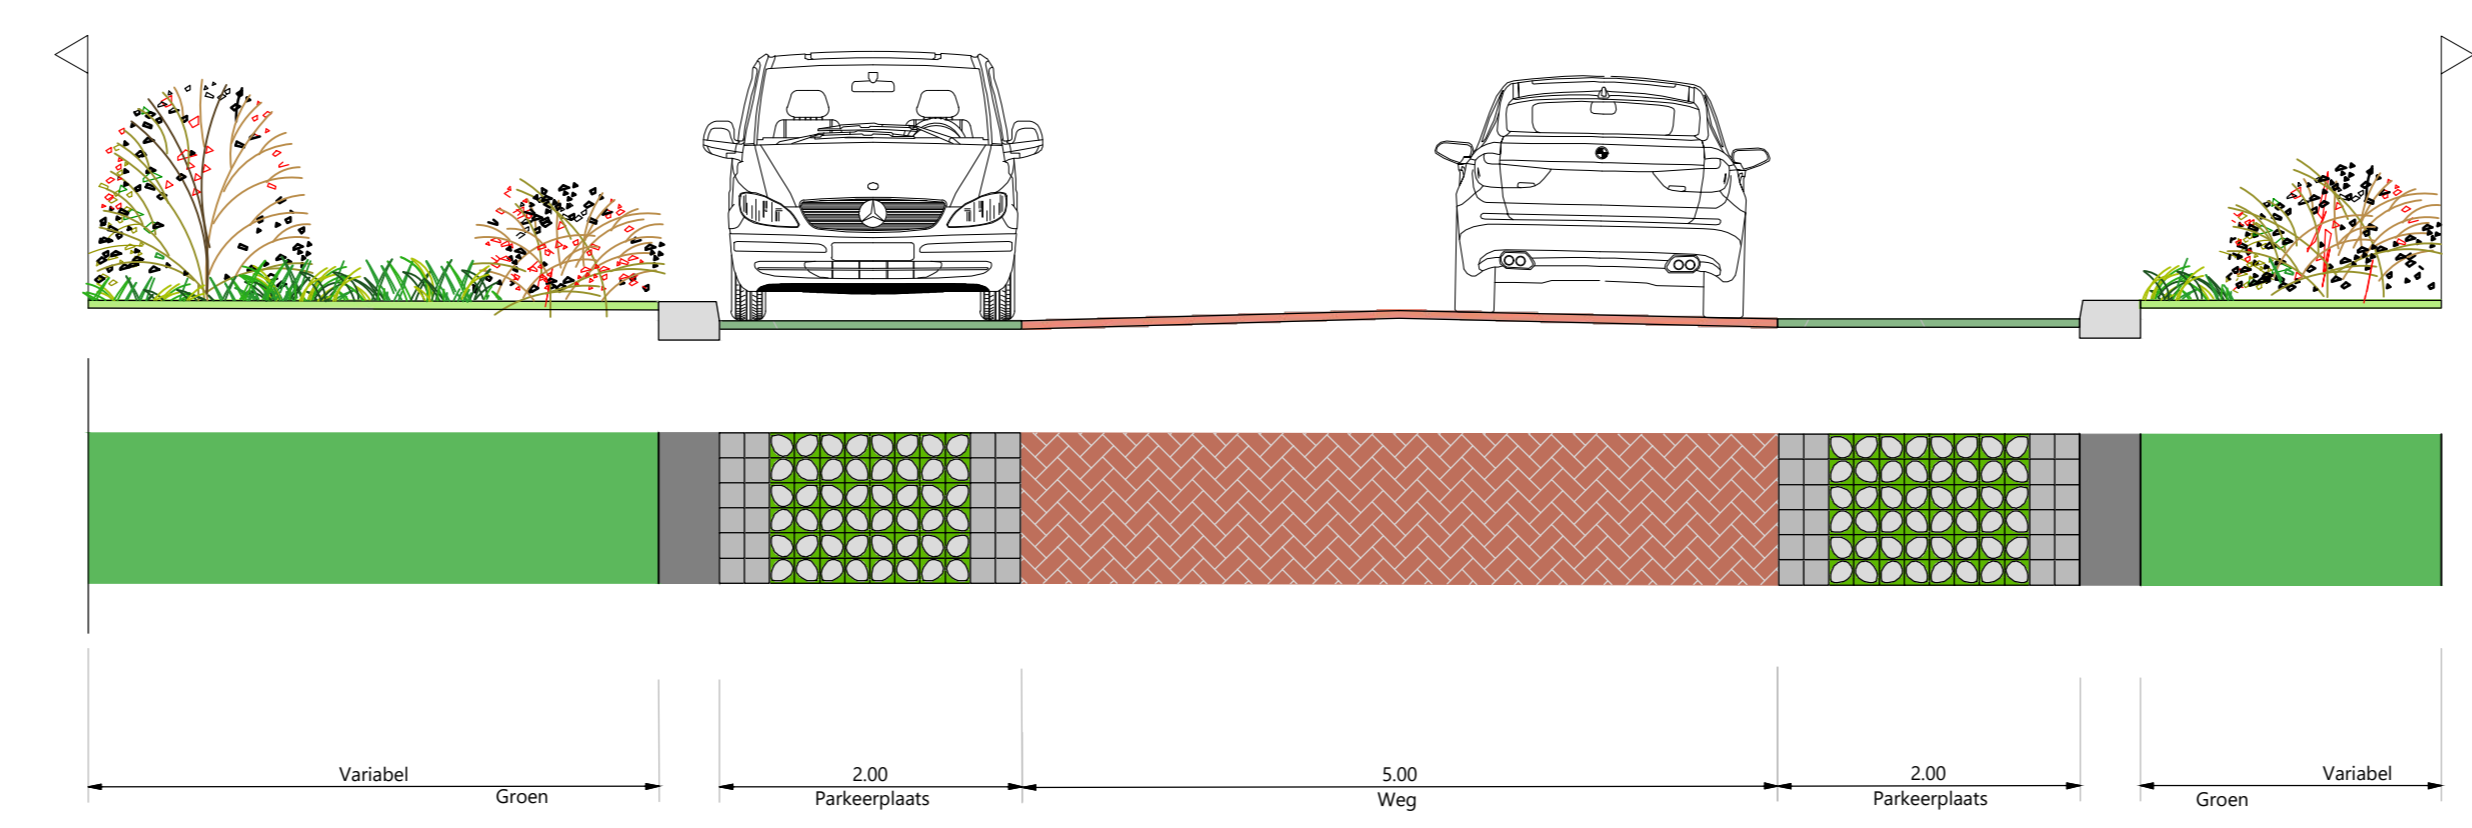 Variabel
Groen
2.00
Parkeerplaats
5.00
Weg
2.00
Parkeerplaats
Variabel
Groen